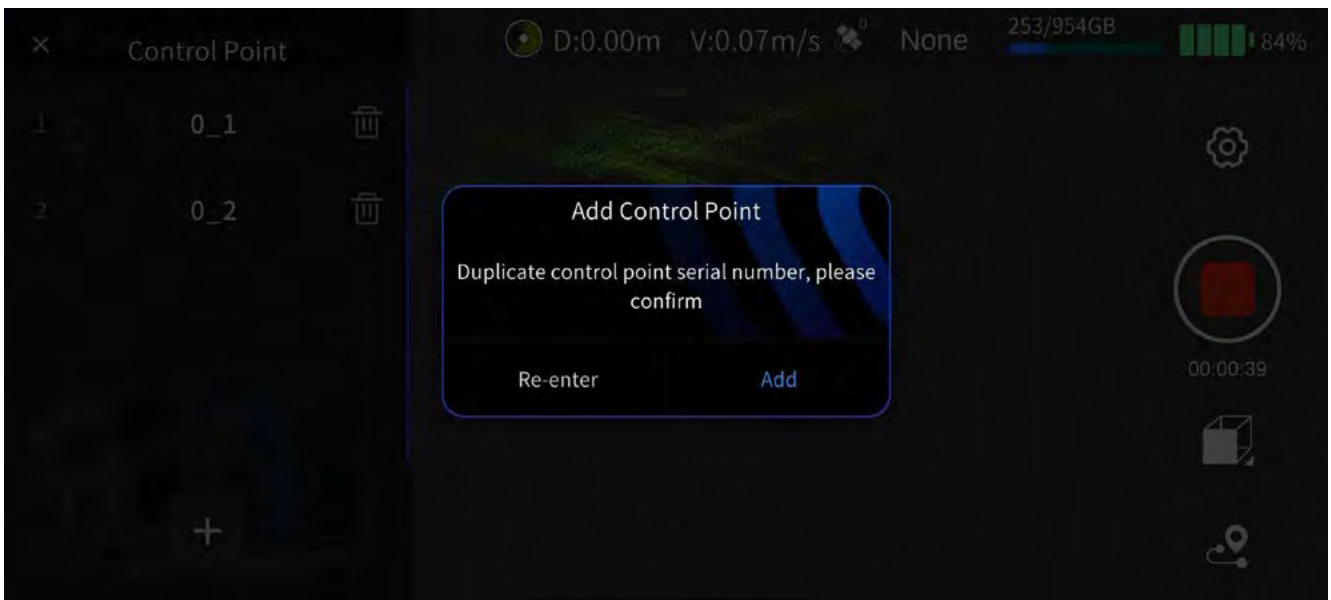 Control Point
D:0.00m V:0.07m/s 0 None 253/954GB 84%
1 0_1
2 0_2
Add Control Point
Duplicate control point serial number, please
confirm
Re-enter Add
00:00:39